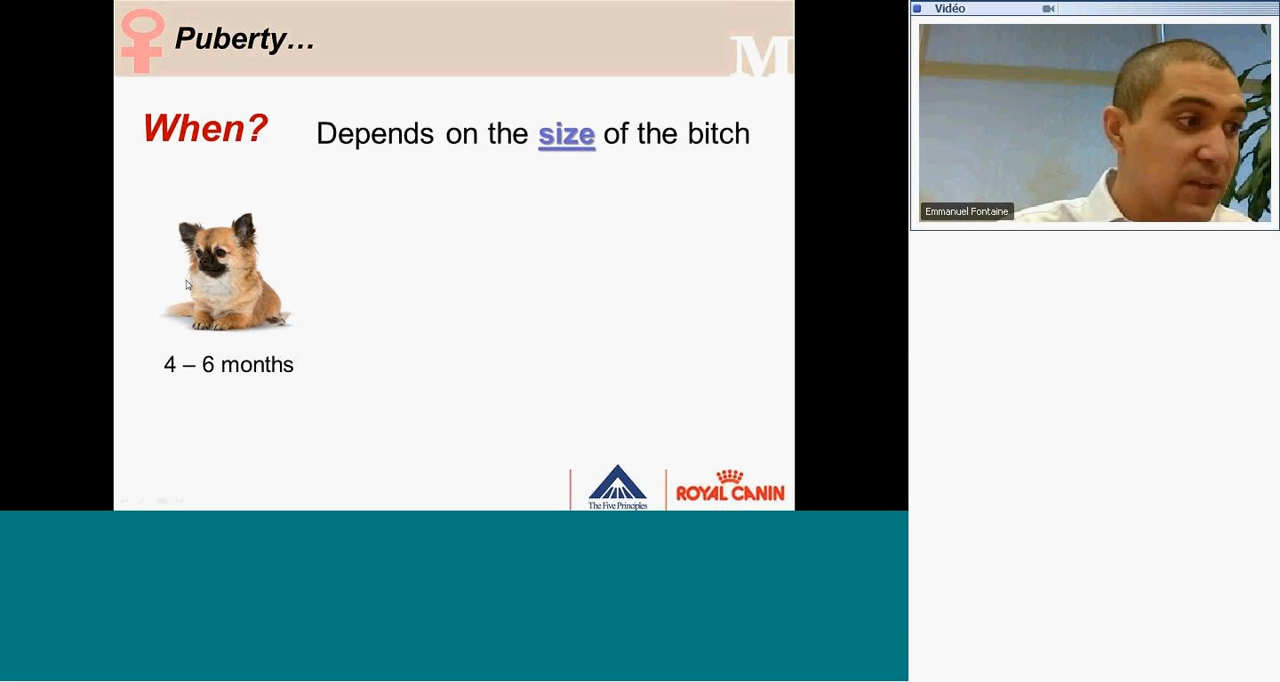 Puberty…
M
When?
Depends on the size of the bitch
4 – 6 months
The Five Principles
ROYAL CANIN
Vidéo
Emmanuel Fontaine